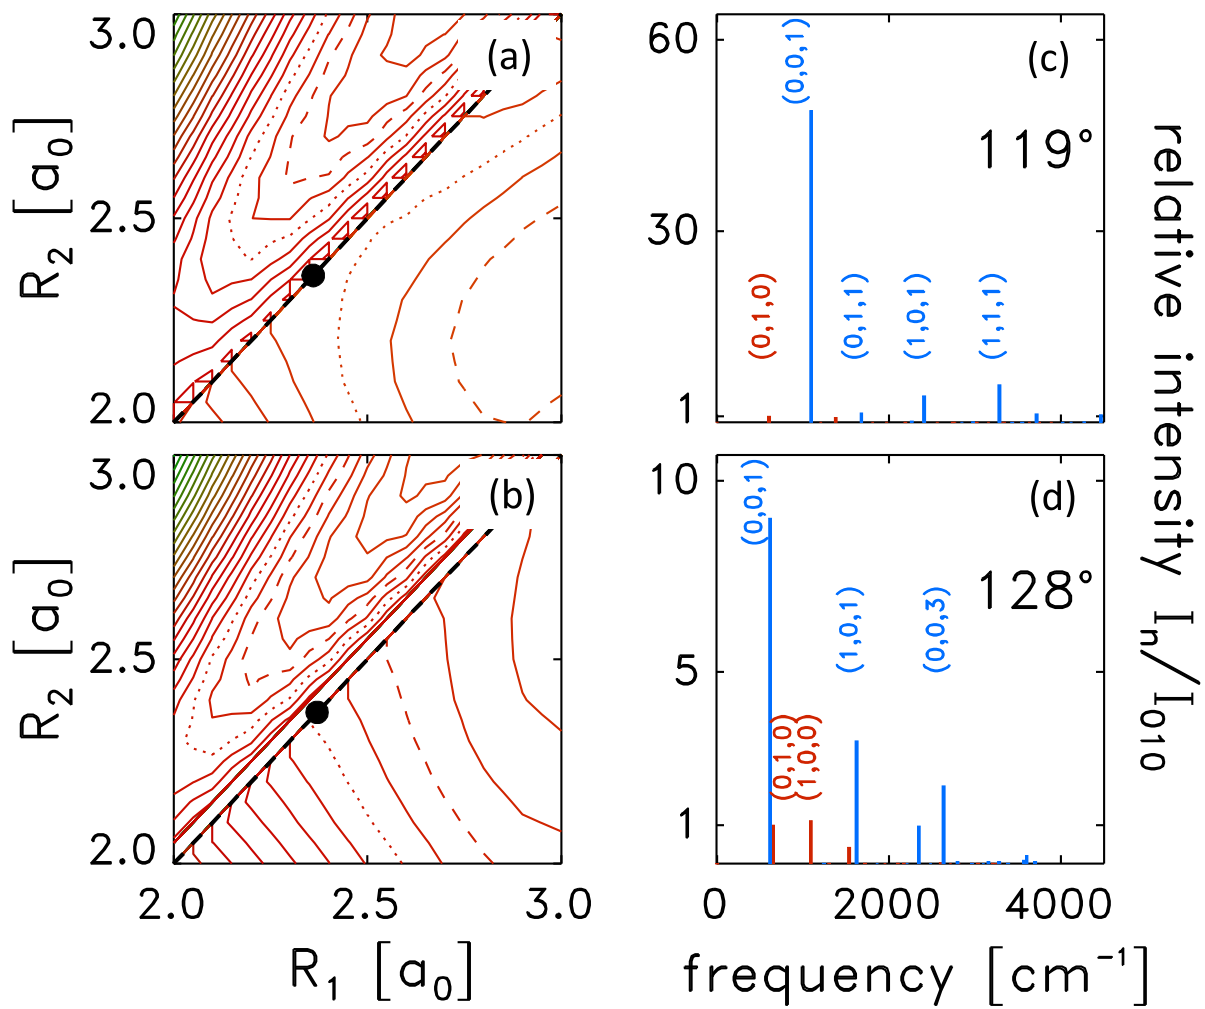 3.0
2.5
2.0
R2 [a0]
(a)
3.0
2.5
2.0
R2 [a0]
(b)
2.0 2.5 3.0
R1 [a0]
60
30
1
(c)
119°
(0,1,0)
(0,0,1)
(0,1,1)
(1,0,1)
(1,1,1)
10
5
1
(d)
128°
(0,0,1)
(0,1,0)
(1,0,0)
(1,0,1)
(0,0,3)
0 2000 4000
frequency [cm⁻¹]
relative intensity In/I010